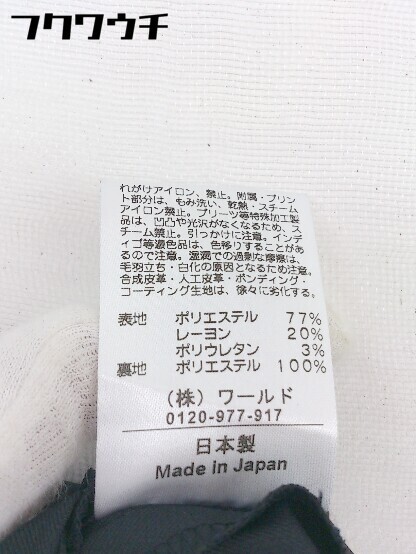 フクワウチ
れがけアイロン、禁止。附属・プリン
ト部分は、もみ洗い、乾熱・スチーム
アイロン禁止。プリーツ等特殊加工製
品は、凹凸や光沢がなくなるため、ス
チーム禁止。引っかけに注意。インデ
ィゴ等濃色品は、色移りすることがあ
るので注意。湿潤での過剰な摩擦は、
毛羽立ち・白化の原因となるため注意。
合成皮革・人工皮革・ボンディング・
コーティング生地は、徐々に劣化する。
表地 ポリエステル 77%
レーヨン 20%
ポリウレタン 3%
裏地 ポリエステル 100%
(株) ワールド
0120-977-917
日本製
Made in Japan